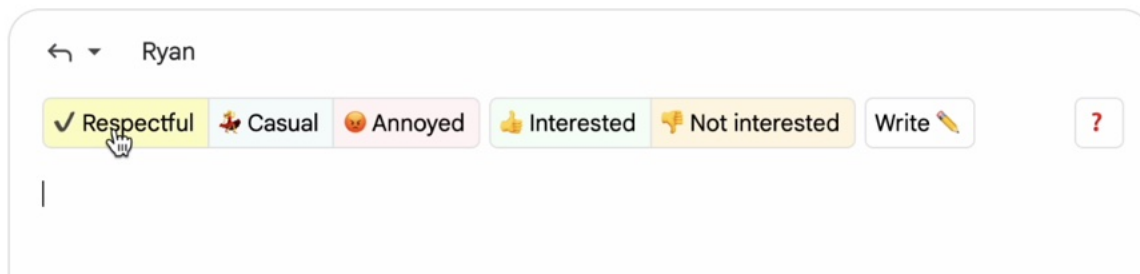 Ryan
✓ Respectful 💃 Casual 😡 Annoyed 👍 Interested 👎 Not interested Write ✏️ ?